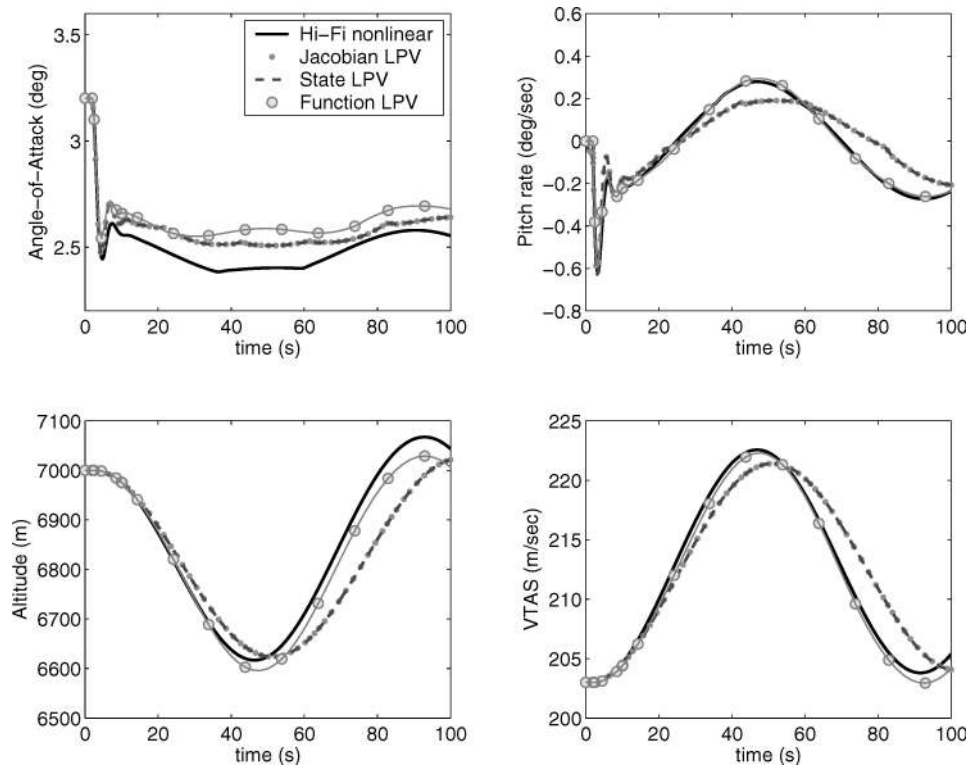 3.5
3
2.5
Angle-of-Attack (deg)
Hi-Fi nonlinear
Jacobian LPV
State LPV
Function LPV
0 20 40 60 80 100
time (s)
0.6
0.4
0.2
0
-0.2
-0.4
-0.6
-0.8
Pitch rate (deg/sec)
0 20 40 60 80 100
time (s)
7100
7000
6900
6800
6700
6600
6500
Altitude (m)
0 20 40 60 80 100
time (s)
225
220
215
210
205
200
VTAS (m/sec)
0 20 40 60 80 100
time (s)